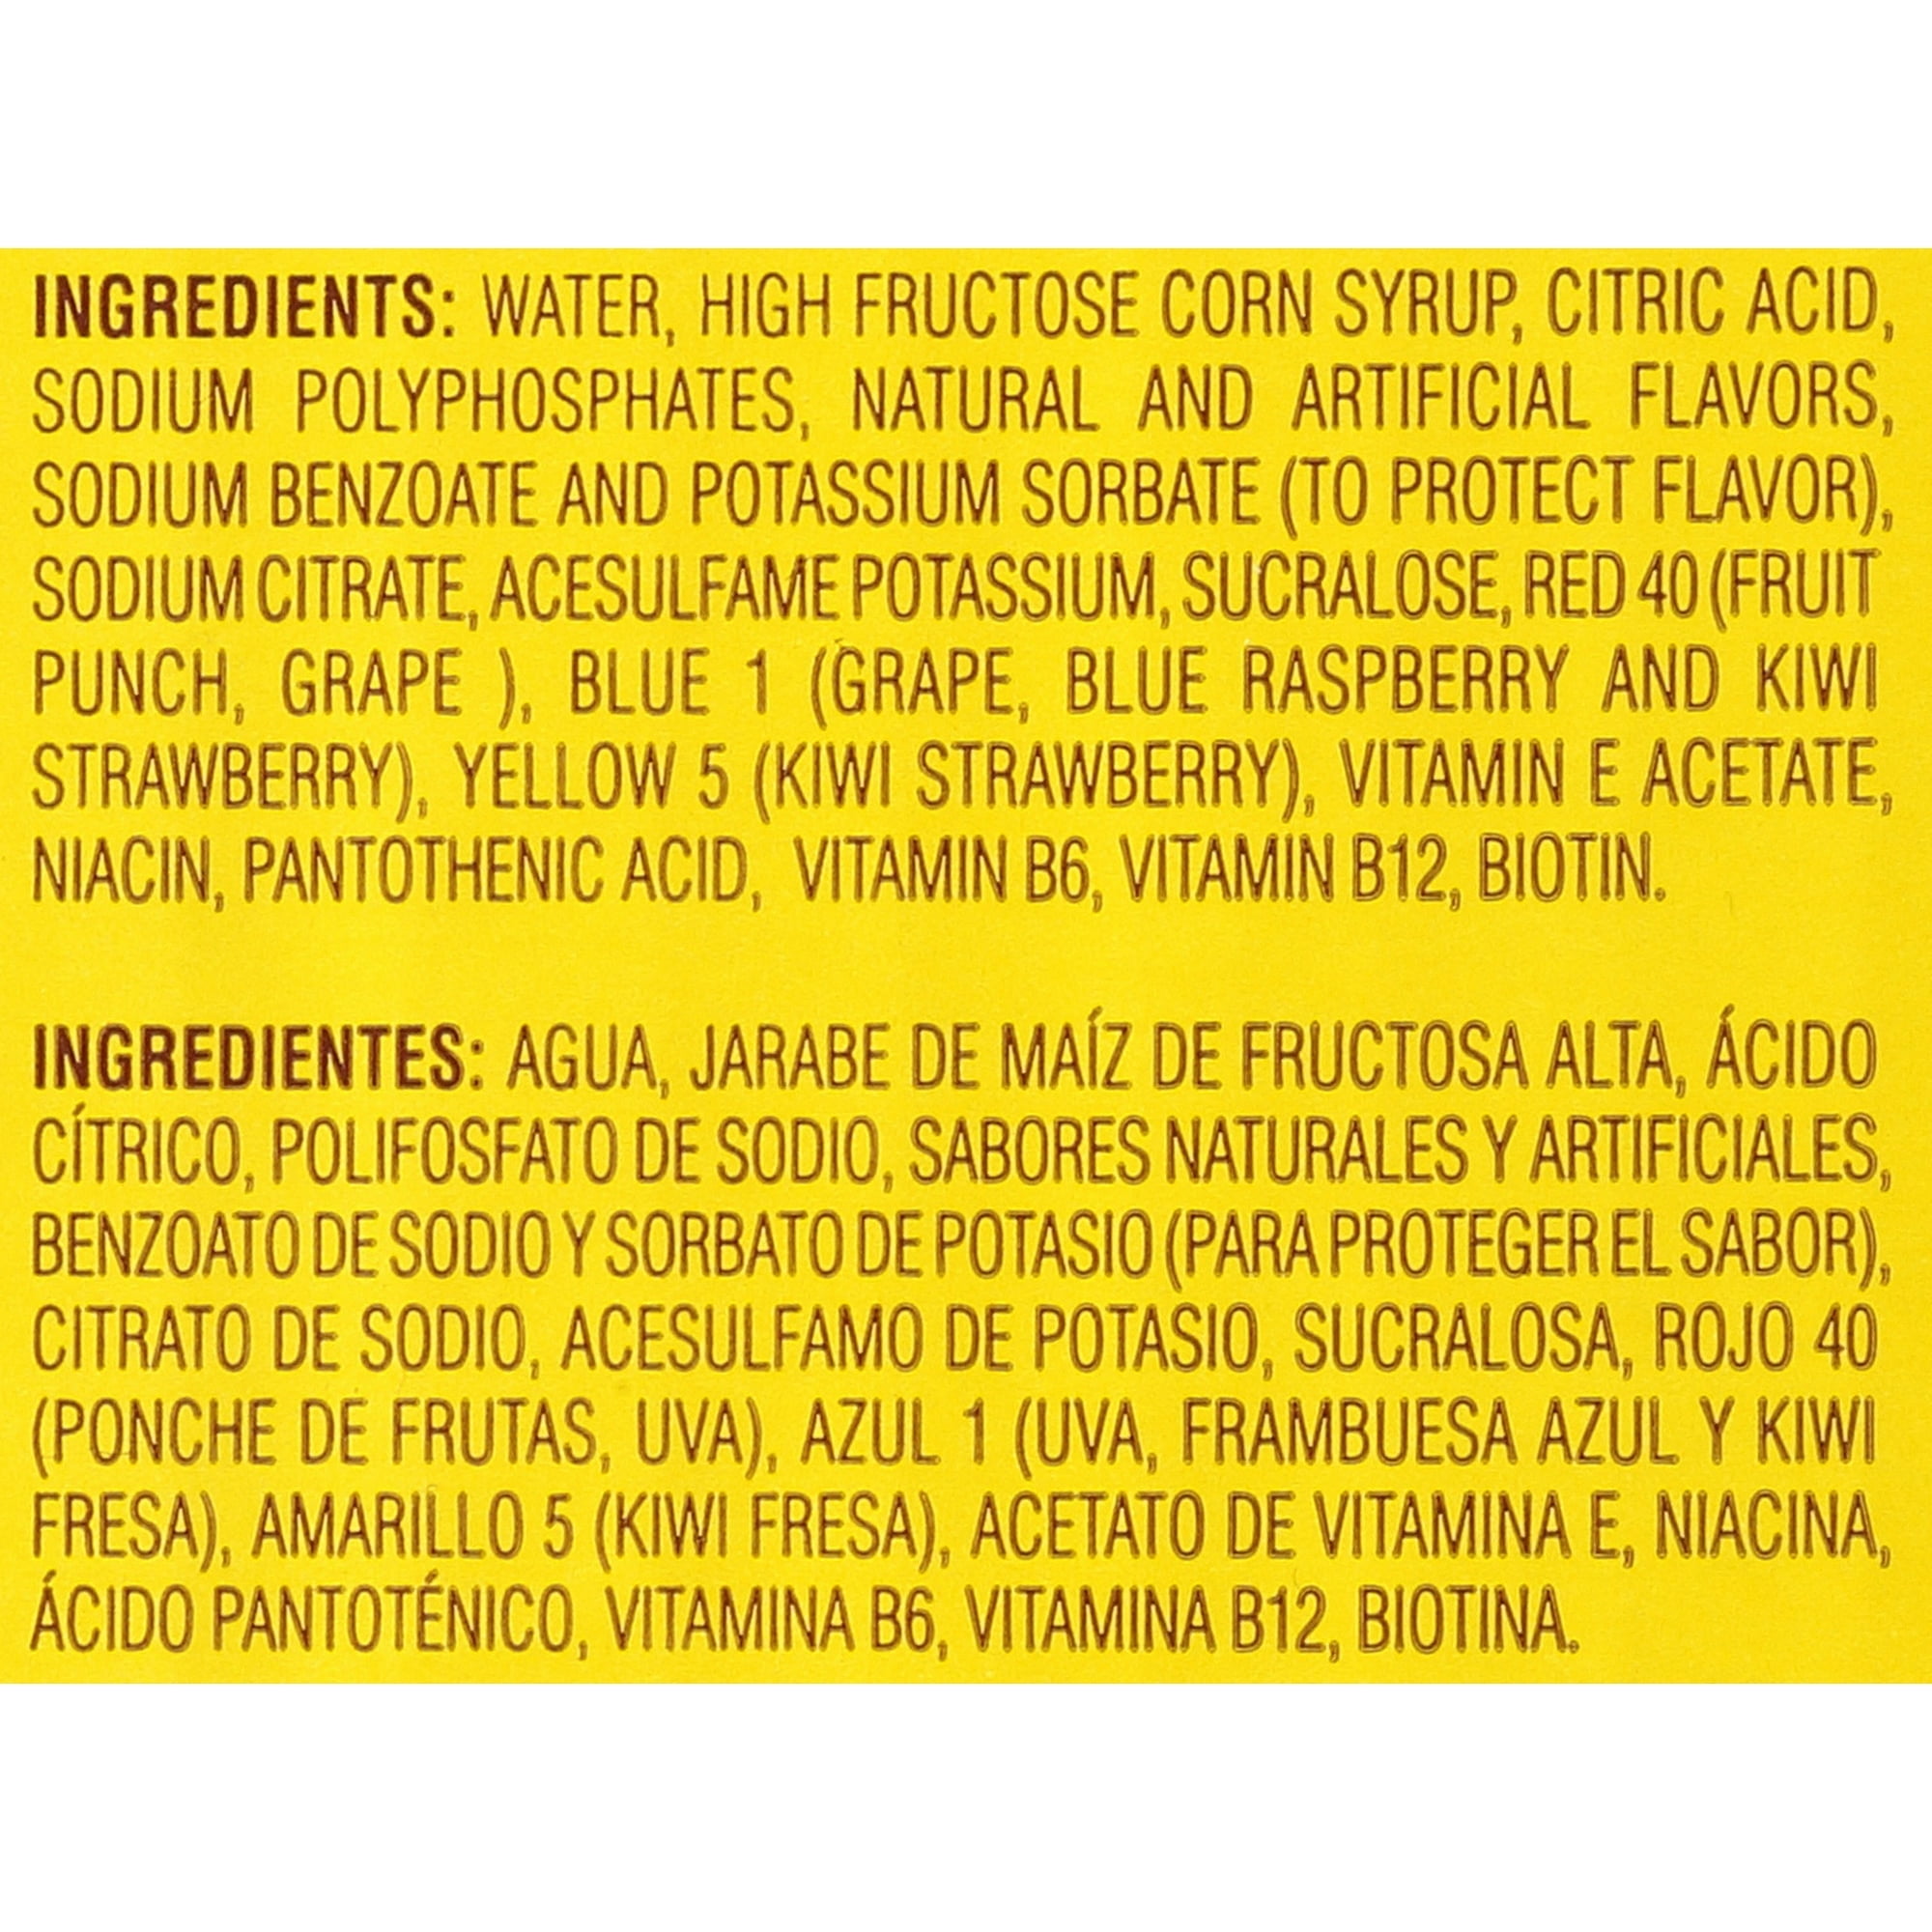 INGREDIENTS: WATER, HIGH FRUCTOSE CORN SYRUP, CITRIC ACID,
SODIUM POLYPHOSPHATES, NATURAL AND ARTIFICIAL FLAVORS,
SODIUM BENZOATE AND POTASSIUM SORBATE (TO PROTECT FLAVOR),
SODIUM CITRATE, ACESULFAME POTASSIUM, SUCRALOSE, RED 40 (FRUIT
PUNCH, GRAPE ), BLUE 1 (GRAPE, BLUE RASPBERRY AND KIWI
STRAWBERRY), YELLOW 5 (KIWI STRAWBERRY), VITAMIN E ACETATE,
NIACIN, PANTOTHENIC ACID, VITAMIN B6, VITAMIN B12, BIOTIN.
INGREDIENTES: AGUA, JARABE DE MAÍZ DE FRUCTOSA ALTA, ÁCIDO
CÍTRICO, POLIFOSFATO DE SODIO, SABORES NATURALES Y ARTIFICIALES,
BENZOATO DE SODIO Y SORBATO DE POTASIO (PARA PROTEGER EL SABOR),
CITRATO DE SODIO, ACESULFAMO DE POTASIO, SUCRALOSA, ROJO 40
(PONCHE DE FRUTAS, UVA), AZUL 1 (UVA, FRAMBUESA AZUL Y KIWI
FRESA), AMARILLO 5 (KIWI FRESA), ACETATO DE VITAMINA E, NIACINA,
ÁCIDO PANTOTÉNICO, VITAMINA B6, VITAMINA B12, BIOTINA.